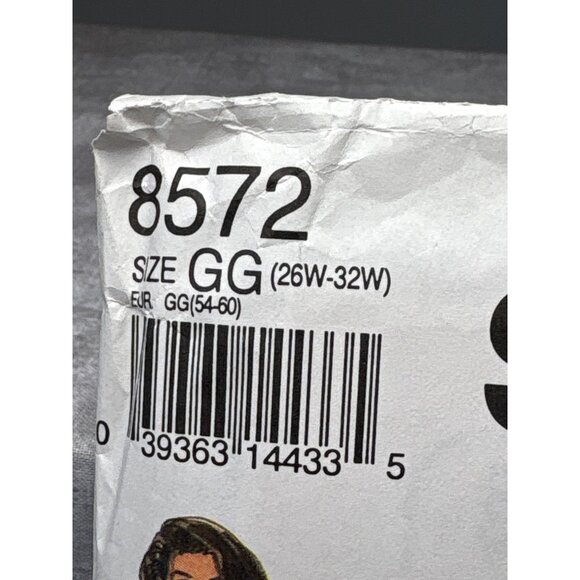 8572
SIZE GG (26W-32W)
EUR GG(54-60)
0 39363 14433 5